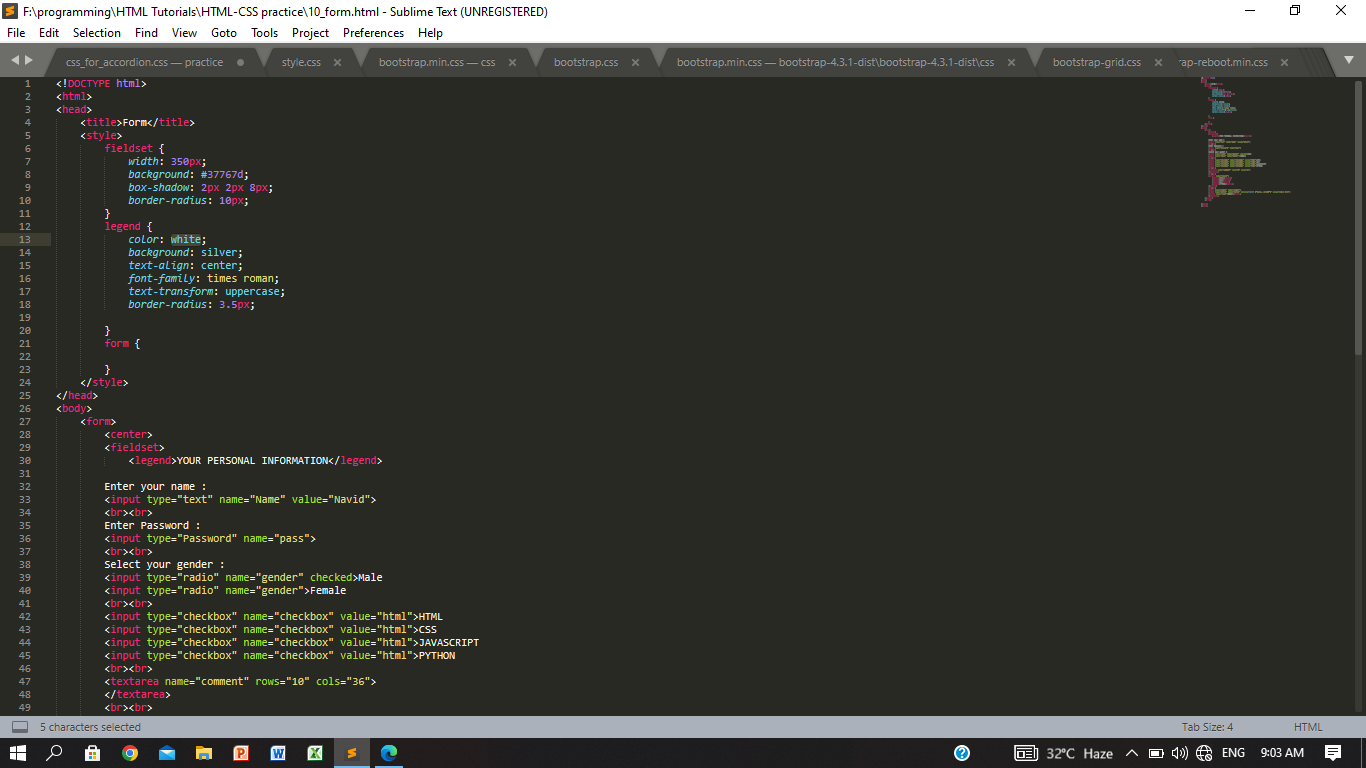 F:\programming\HTML Tutorials\HTML-CSS practice\10_form.html - Sublime Text (UNREGISTERED)
File Edit Selection Find View Goto Tools Project Preferences Help
css_for_accordion.css — practice style.css bootstrap.min.css — css bootstrap.css bootstrap.min.css — bootstrap-4.3.1-dist\bootstrap-4.3.1-dist\css bootstrap-grid.css rap-reboot.min.css
1 <!DOCTYPE html>
2 <html>
3 <head>
4 <title>Form</title>
5 <style>
6 fieldset {
7 width: 350px;
8 background: #37767d;
9 box-shadow: 2px 2px 8px;
10 border-radius: 10px;
11 }
12 legend {
13 color: white;
14 background: silver;
15 text-align: center;
16 font-family: times roman;
17 text-transform: uppercase;
18 border-radius: 3.5px;
19
20 }
21 form {
22
23 }
24 </style>
25 </head>
26 <body>
27 <form>
28 <center>
29 <fieldset>
30 <legend>YOUR PERSONAL INFORMATION</legend>
31
32 Enter your name :
33 <input type="text" name="Name" value="Navid">
34 <br><br>
35 Enter Password :
36 <input type="Password" name="pass">
37 <br><br>
38 Select your gender :
39 <input type="radio" name="gender" checked>Male
40 <input type="radio" name="gender">Female
41 <br><br>
42 <input type="checkbox" name="checkbox" value="html">HTML
43 <input type="checkbox" name="checkbox" value="html">CSS
44 <input type="checkbox" name="checkbox" value="html">JAVASCRIPT
45 <input type="checkbox" name="checkbox" value="html">PYTHON
46 <br><br>
47 <textarea name="comment" rows="10" cols="36">
48 </textarea>
49 <br><br>
5 characters selected Tab Size: 4 HTML
32°C Haze ENG 9:03 AM